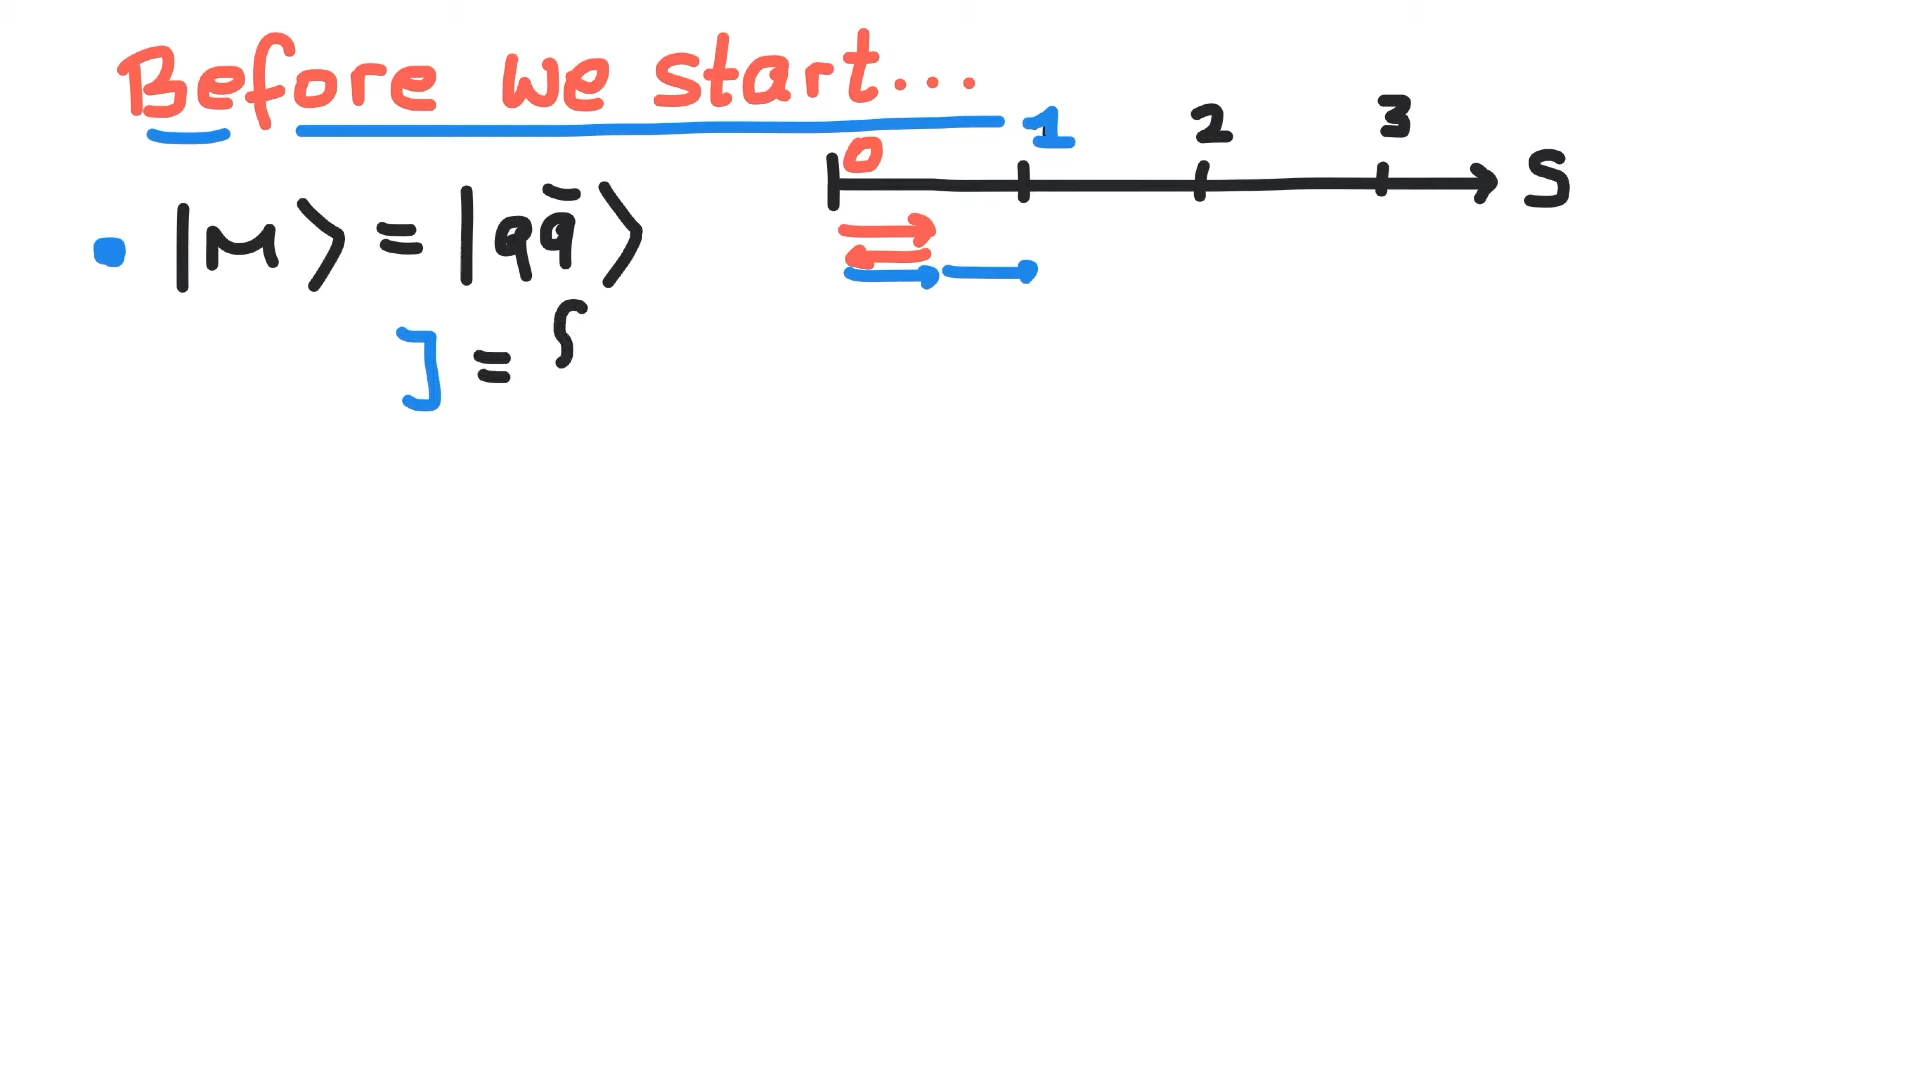 Before we start...
0 1 2 3 S
• |M⟩ = |qq̄⟩
J = {